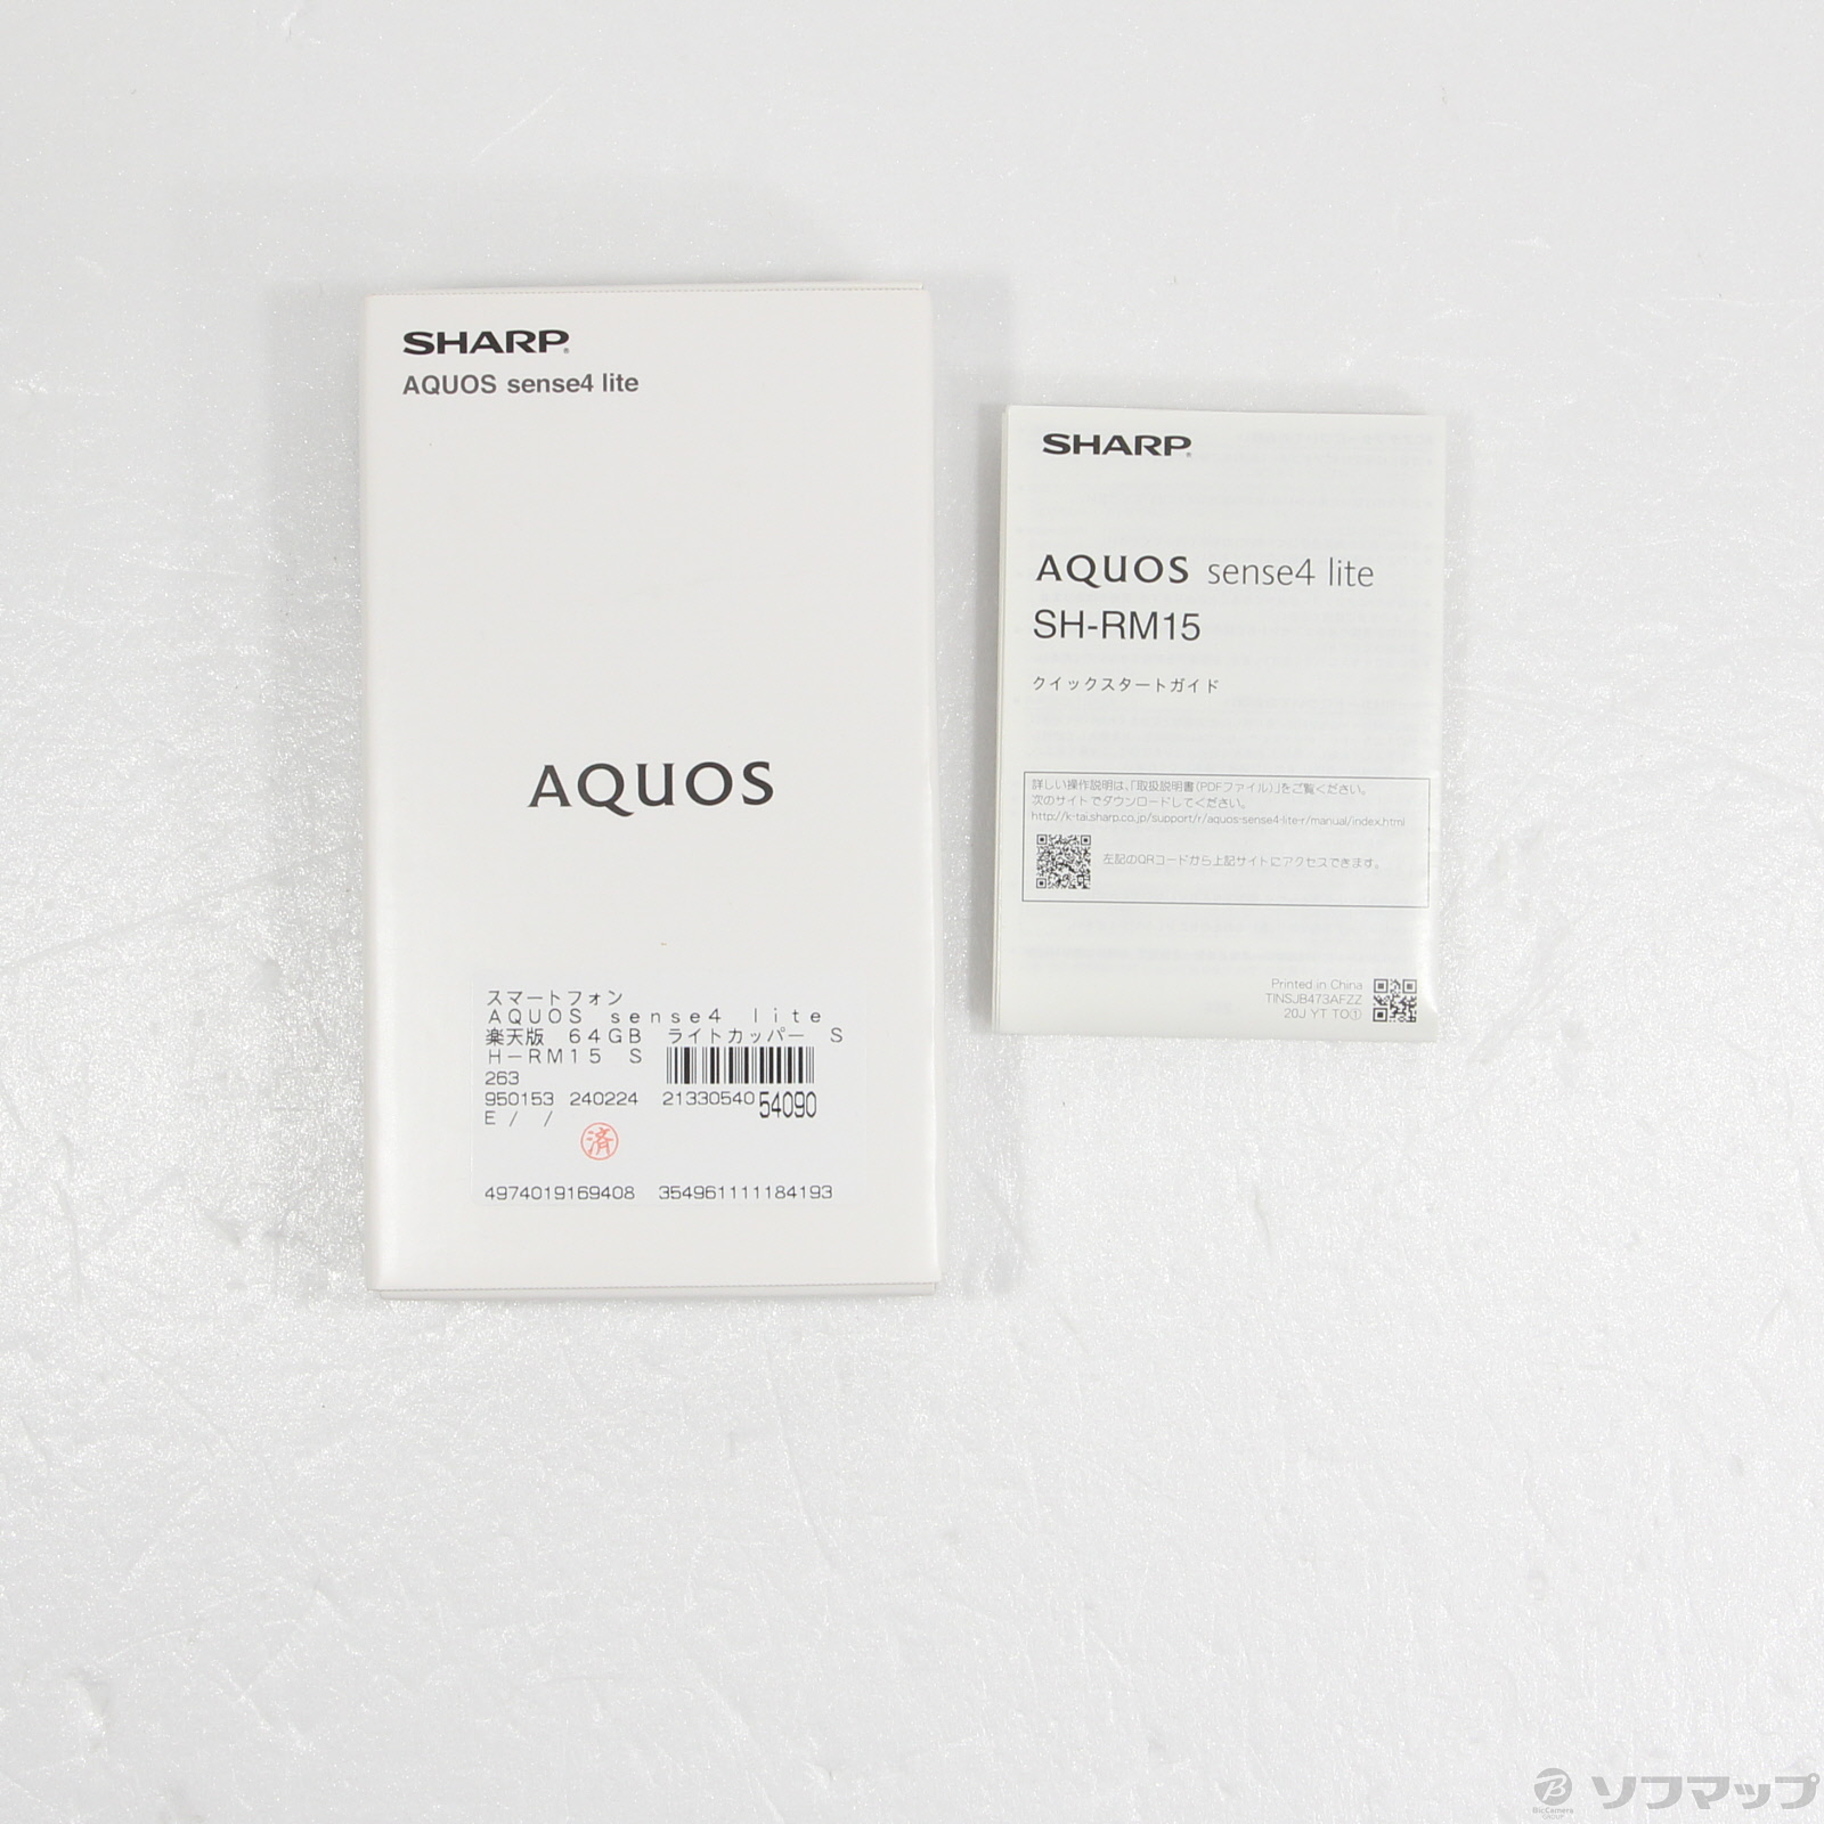 SHARP
AQUOS sense4 lite
AQUOS
スマートフォン
ＡＱＵＯＳ ｓｅｎｓｅ４ ｌｉｔｅ
楽天版 ６４ＧＢ ライトカッパー Ｓ
Ｈ－ＲＭ１５ Ｓ
263
950153 240224 21330540 54090
E / /
済
4974019169408 354961111184193
SHARP
AQUOS sense4 lite
SH-RM15
クイックスタートガイド
詳しい操作説明は、「取扱説明書（PDFファイル）」をご覧ください。
次のサイトでダウンロードしてください。
http://k-tai.sharp.co.jp/support/r/aquos-sense4-lite-r/manual/index.html
左記のQRコードから上記サイトにアクセスできます。
Printed in China
TINSJB473AFZZ
20J YT TO①
BicCamera
GROUP
ソフマップ